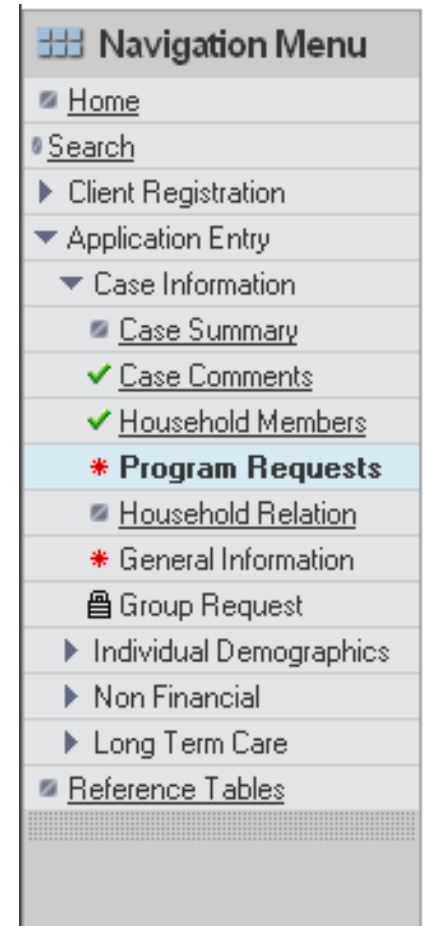 Navigation Menu
Home
Search
Client Registration
Application Entry
Case Information
Case Summary
Case Comments
Household Members
Program Requests
Household Relation
General Information
Group Request
Individual Demographics
Non Financial
Long Term Care
Reference Tables